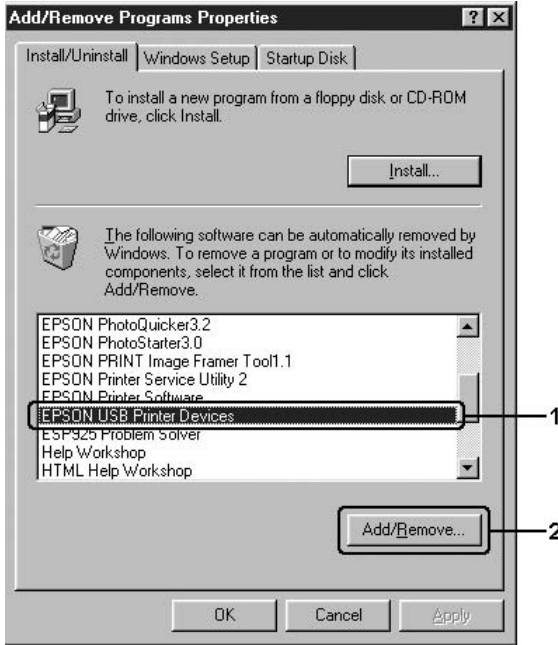 Add/Remove Programs Properties
Install/Uninstall Windows Setup Startup Disk
To install a new program from a floppy disk or CD-ROM
drive, click Install.
Install...
The following software can be automatically removed by
Windows. To remove a program or to modify its installed
components, select it from the list and click
Add/Remove.
EPSON PhotoQuicker3.2
EPSON PhotoStarter3.0
EPSON PRINT Image Framer Tool1.1
EPSON Printer Service Utility 2
EPSON Printer Software
EPSON USB Printer Devices
1
ESP925 Problem Solver
Help Workshop
HTML Help Workshop
Add/Remove...
2
OK Cancel Apply